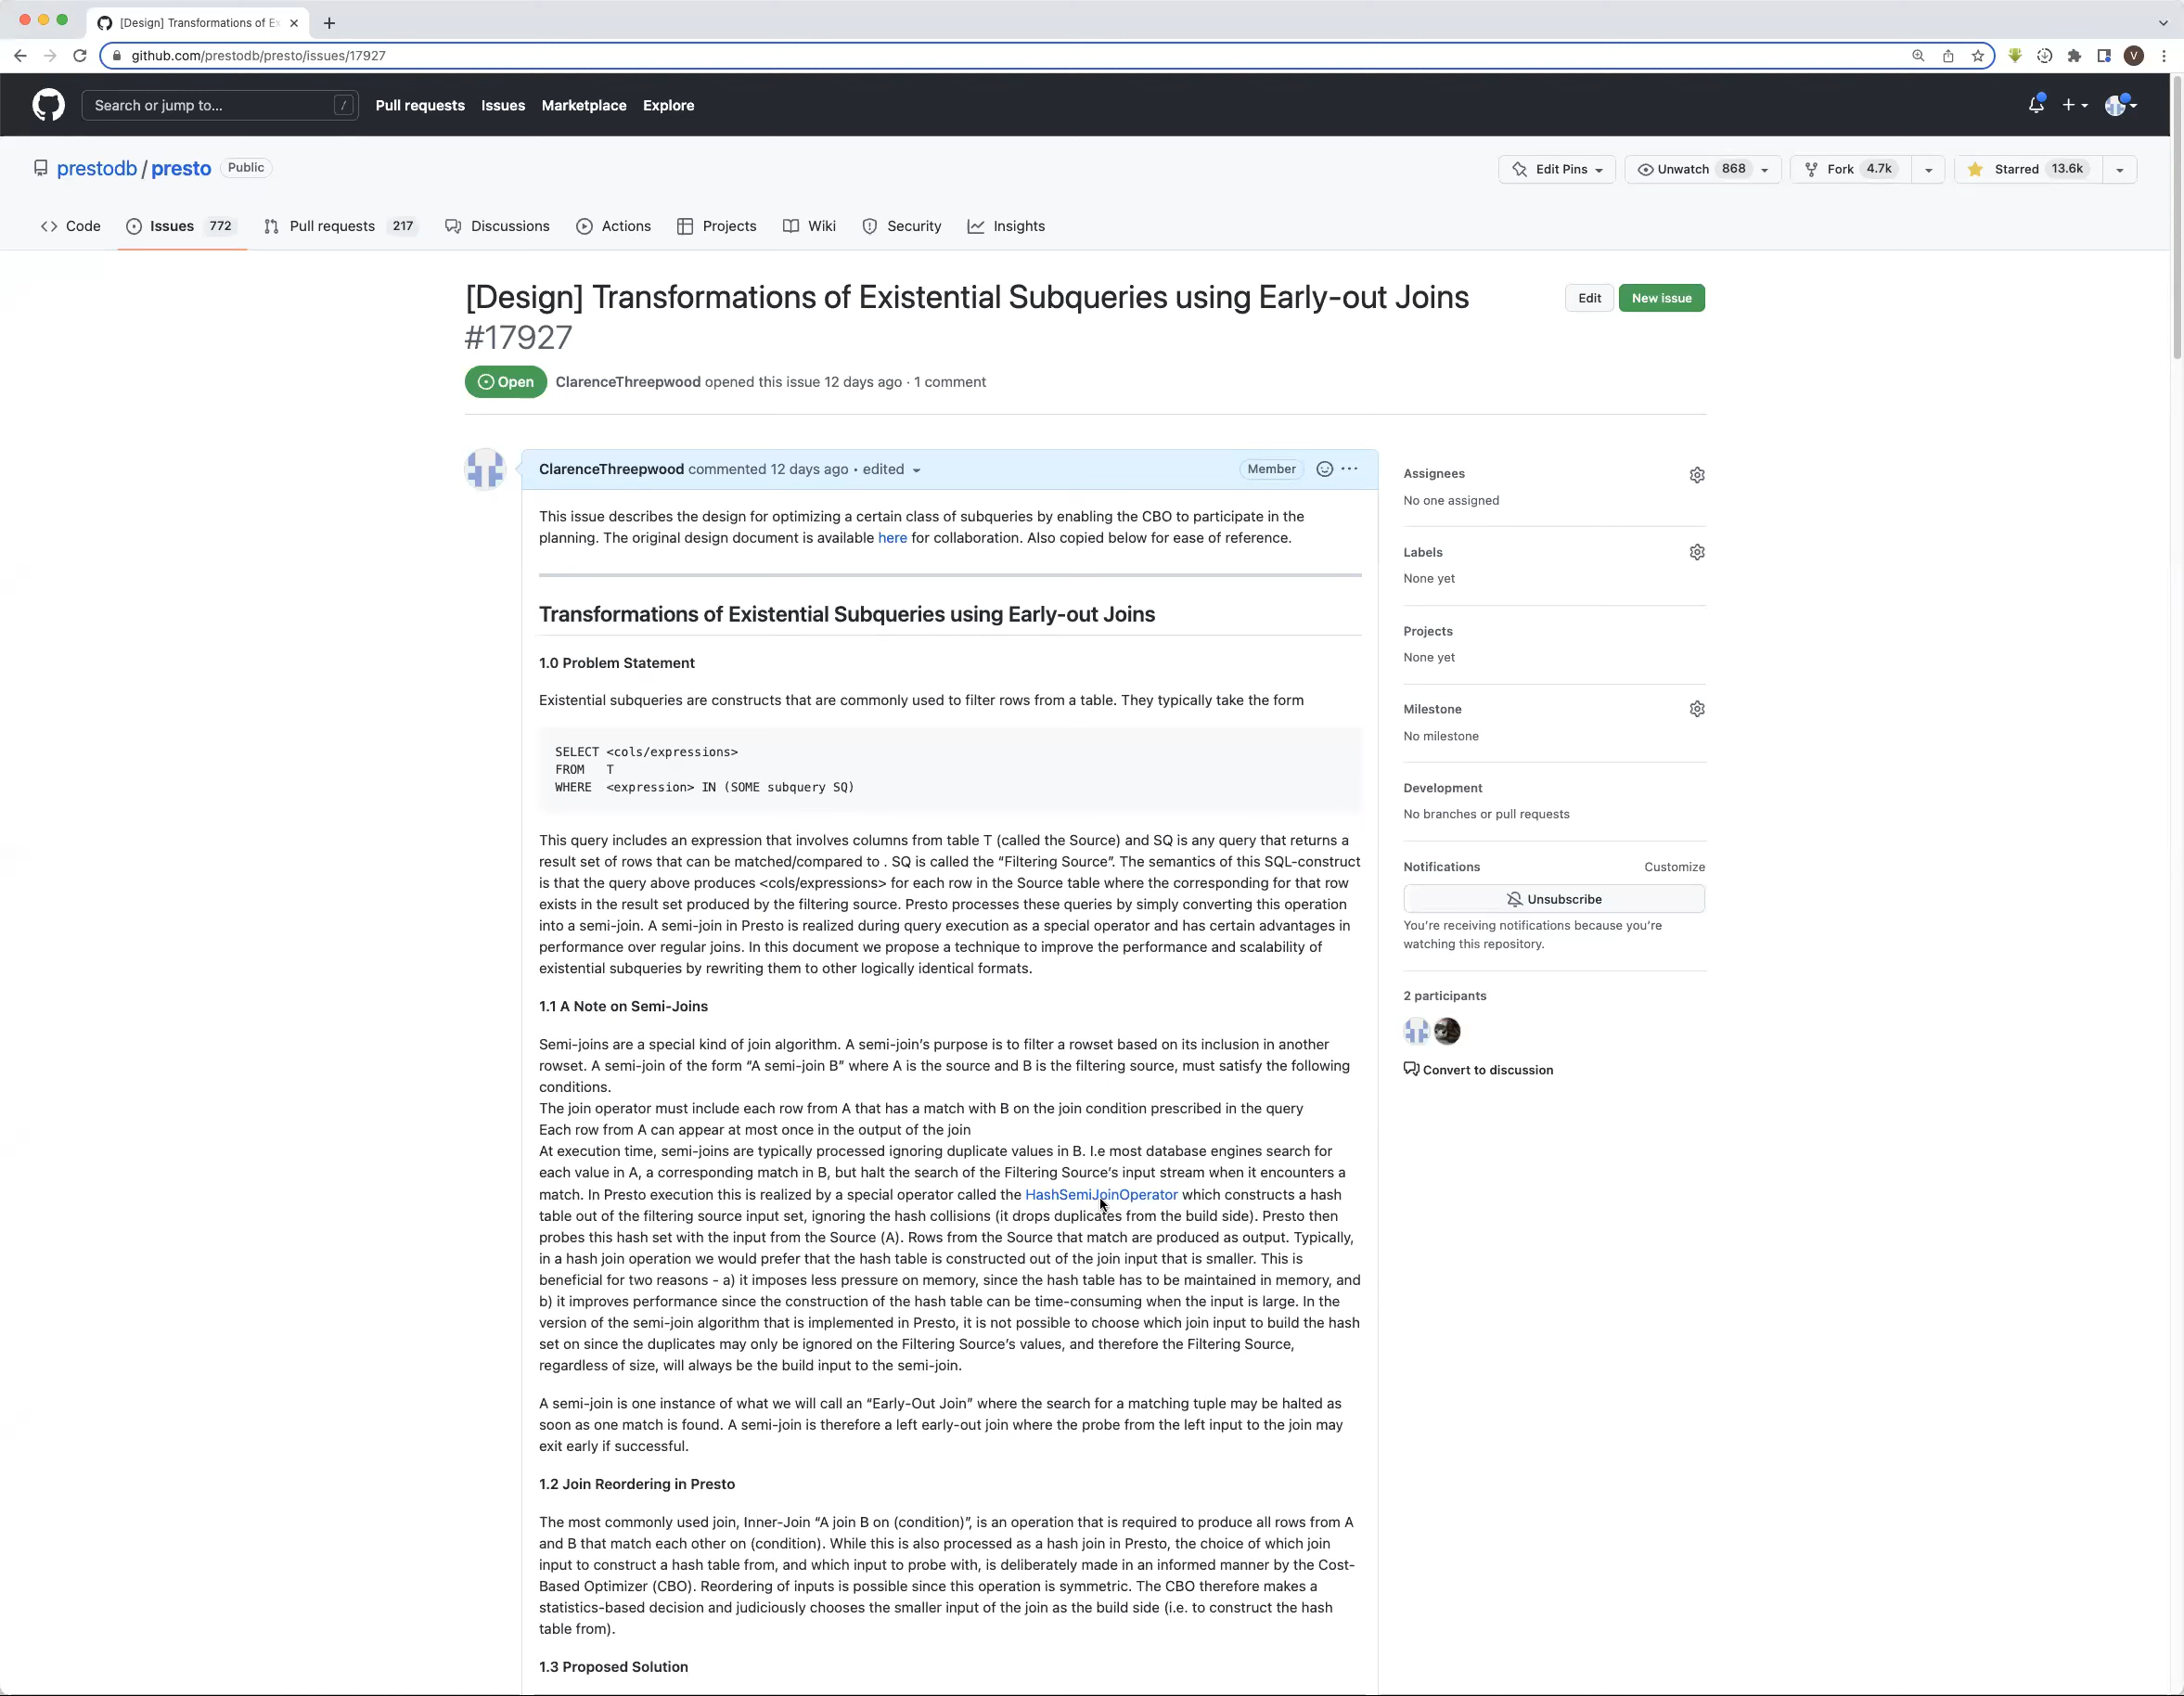 [Design] Transformations of Ex
github.com/prestodb/presto/issues/17927
V
Search or jump to... / Pull requests Issues Marketplace Explore
prestodb / presto Public
Edit Pins Unwatch 868 Fork 4.7k Starred 13.6k
Code Issues 772 Pull requests 217 Discussions Actions Projects Wiki Security Insights
[Design] Transformations of Existential Subqueries using Early-out Joins
#17927
Edit New issue
Open ClarenceThreepwood opened this issue 12 days ago · 1 comment
ClarenceThreepwood commented 12 days ago • edited Member
This issue describes the design for optimizing a certain class of subqueries by enabling the CBO to participate in the
planning. The original design document is available here for collaboration. Also copied below for ease of reference.
Transformations of Existential Subqueries using Early-out Joins
1.0 Problem Statement
Existential subqueries are constructs that are commonly used to filter rows from a table. They typically take the form
SELECT <cols/expressions>
FROM T
WHERE <expression> IN (SOME subquery SQ)
This query includes an expression that involves columns from table T (called the Source) and SQ is any query that returns a
result set of rows that can be matched/compared to . SQ is called the “Filtering Source”. The semantics of this SQL-construct
is that the query above produces <cols/expressions> for each row in the Source table where the corresponding for that row
exists in the result set produced by the filtering source. Presto processes these queries by simply converting this operation
into a semi-join. A semi-join in Presto is realized during query execution as a special operator and has certain advantages in
performance over regular joins. In this document we propose a technique to improve the performance and scalability of
existential subqueries by rewriting them to other logically identical formats.
1.1 A Note on Semi-Joins
Semi-joins are a special kind of join algorithm. A semi-join’s purpose is to filter a rowset based on its inclusion in another
rowset. A semi-join of the form “A semi-join B” where A is the source and B is the filtering source, must satisfy the following
conditions.
The join operator must include each row from A that has a match with B on the join condition prescribed in the query
Each row from A can appear at most once in the output of the join
At execution time, semi-joins are typically processed ignoring duplicate values in B. I.e most database engines search for
each value in A, a corresponding match in B, but halt the search of the Filtering Source’s input stream when it encounters a
match. In Presto execution this is realized by a special operator called the HashSemiJoinOperator which constructs a hash
table out of the filtering source input set, ignoring the hash collisions (it drops duplicates from the build side). Presto then
probes this hash set with the input from the Source (A). Rows from the Source that match are produced as output. Typically,
in a hash join operation we would prefer that the hash table is constructed out of the join input that is smaller. This is
beneficial for two reasons - a) it imposes less pressure on memory, since the hash table has to be maintained in memory, and
b) it improves performance since the construction of the hash table can be time-consuming when the input is large. In the
version of the semi-join algorithm that is implemented in Presto, it is not possible to choose which join input to build the hash
set on since the duplicates may only be ignored on the Filtering Source’s values, and therefore the Filtering Source,
regardless of size, will always be the build input to the semi-join.
A semi-join is one instance of what we will call an “Early-Out Join” where the search for a matching tuple may be halted as
soon as one match is found. A semi-join is therefore a left early-out join where the probe from the left input to the join may
exit early if successful.
1.2 Join Reordering in Presto
The most commonly used join, Inner-Join “A join B on (condition)”, is an operation that is required to produce all rows from A
and B that match each other on (condition). While this is also processed as a hash join in Presto, the choice of which join
input to construct a hash table from, and which input to probe with, is deliberately made in an informed manner by the Cost-
Based Optimizer (CBO). Reordering of inputs is possible since this operation is symmetric. The CBO therefore makes a
statistics-based decision and judiciously chooses the smaller input of the join as the build side (i.e. to construct the hash
table from).
1.3 Proposed Solution
Assignees
No one assigned
Labels
None yet
Projects
None yet
Milestone
No milestone
Development
No branches or pull requests
Notifications Customize
Unsubscribe
You’re receiving notifications because you’re
watching this repository.
2 participants
Convert to discussion